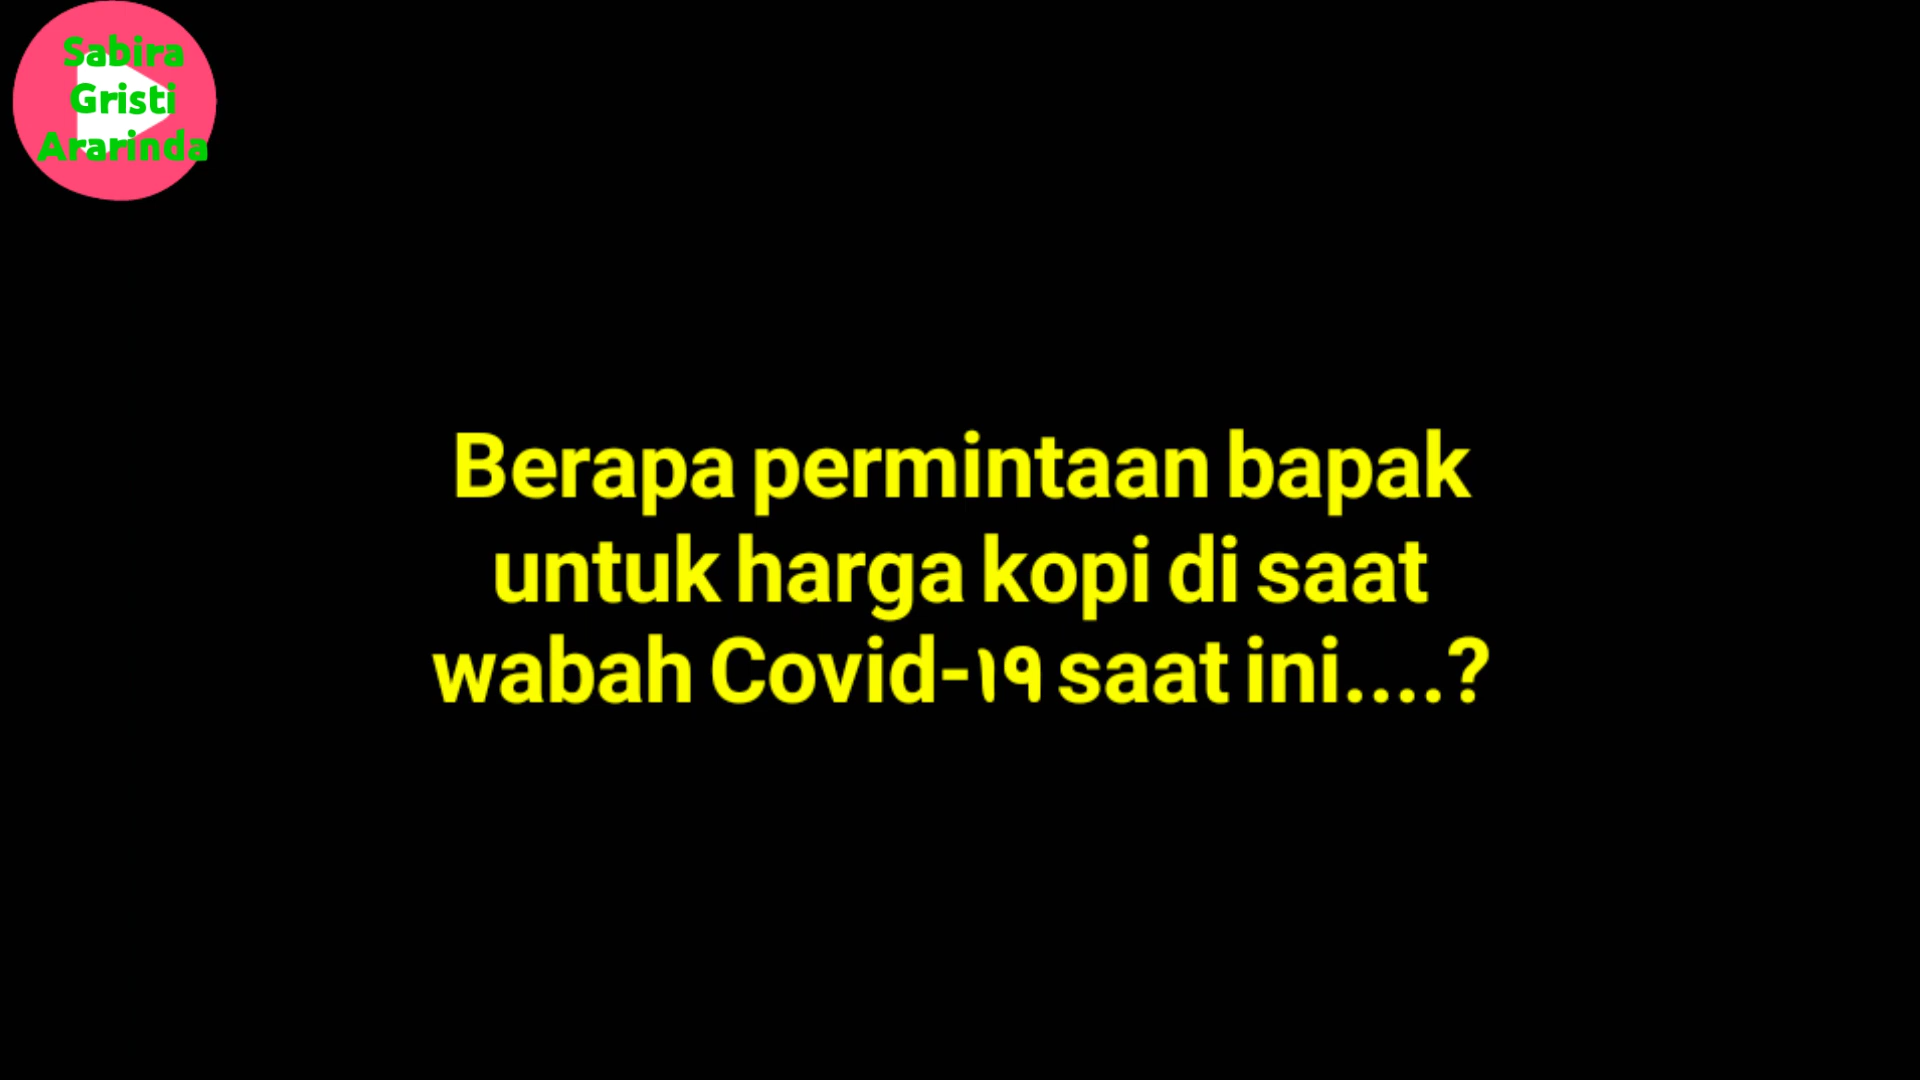 Sabira
Gristi
Ararinda
Berapa permintaan bapak
untuk harga kopi di saat
wabah Covid-١٩ saat ini....?